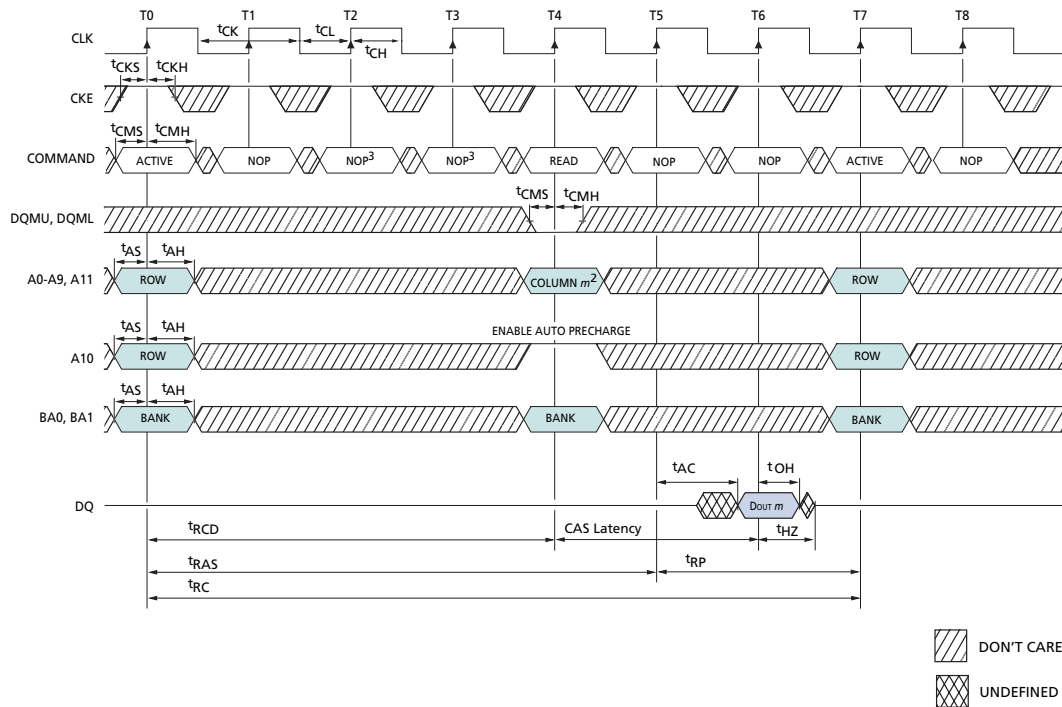 T0 T1 T2 T3 T4 T5 T6 T7 T8
CLK
tCK tCL
tCH
tCKS tCKH
CKE
tCMS tCMH
COMMAND ACTIVE NOP NOP3 NOP3 READ NOP NOP ACTIVE NOP
tCMS tCMH
DQMU, DQML
tAS tAH
A0-A9, A11 ROW COLUMN m2 ROW
tAS tAH ENABLE AUTO PRECHARGE
A10 ROW ROW
tAS tAH
BA0, BA1 BANK BANK BANK
tAC tOH
DQ DOUT m
tRCD CAS Latency tHZ
tRAS tRP
tRC
DON'T CARE
UNDEFINED